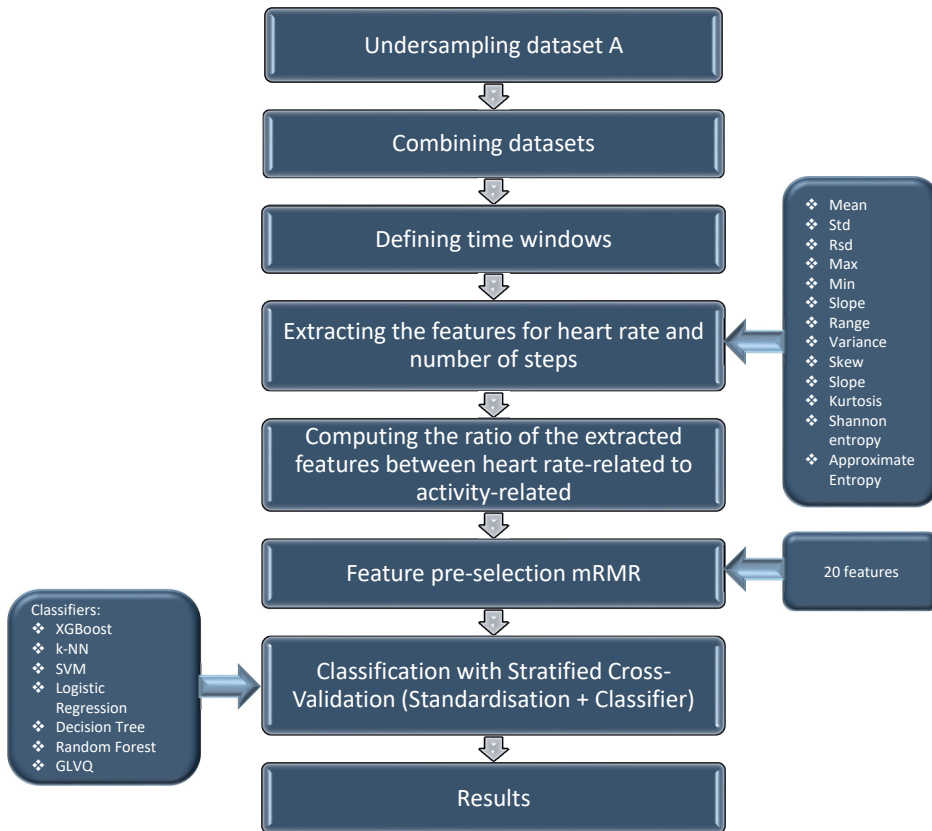 Undersampling dataset A
Combining datasets
Defining time windows
Extracting the features for heart rate and
number of steps
❖ Mean
❖ Std
❖ Rsd
❖ Max
❖ Min
❖ Slope
❖ Range
❖ Variance
❖ Skew
❖ Slope
❖ Kurtosis
❖ Shannon
entropy
❖ Approximate
Entropy
Computing the ratio of the extracted
features between heart rate-related to
activity-related
Feature pre-selection mRMR
20 features
Classifiers:
❖ XGBoost
❖ k-NN
❖ SVM
❖ Logistic
Regression
❖ Decision Tree
❖ Random Forest
❖ GLVQ
Classification with Stratified Cross-
Validation (Standardisation + Classifier)
Results